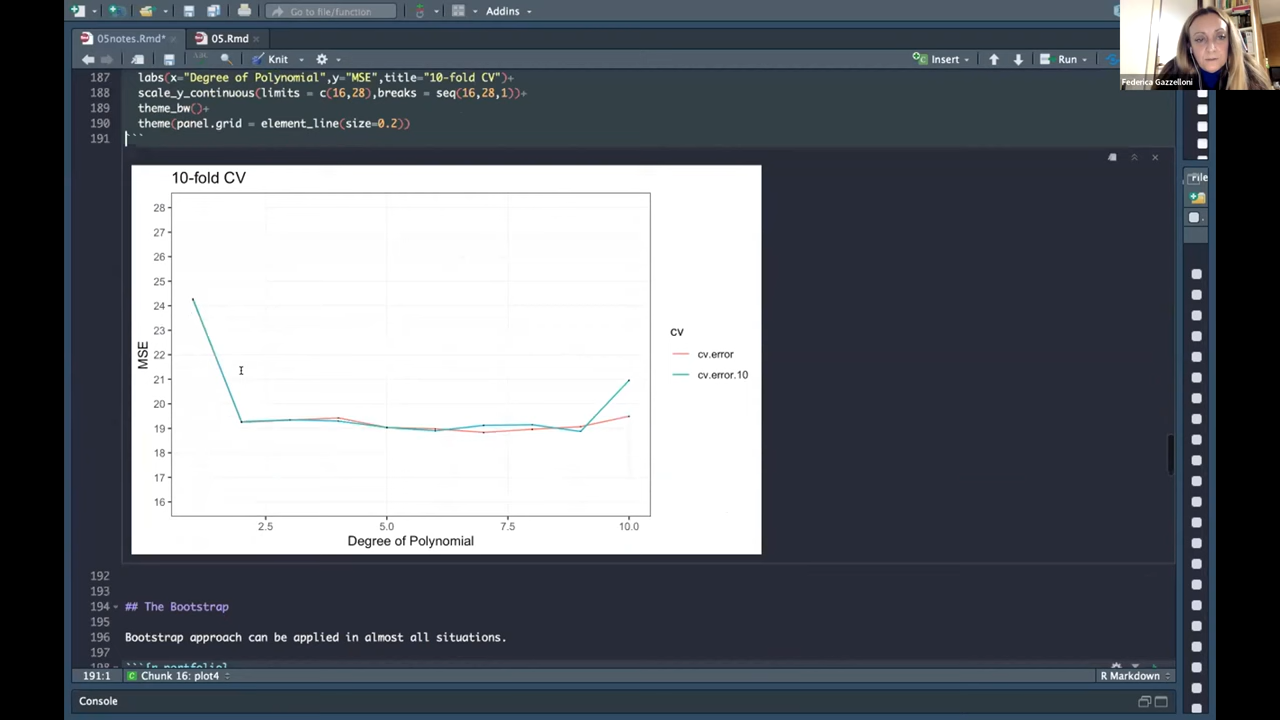 Go to file/function
Addins
05notes.Rmd*
05.Rmd
Knit
Insert
Run
Federica Gazzelloni
187 labs(x="Degree of Polynomial",y="MSE",title="10-fold CV")+
188 scale_y_continuous(limits = c(16,28),breaks = seq(16,28,1))+
189 theme_bw()+
190 theme(panel.grid = element_line(size=0.2))
191 ```
File
10-fold CV
28
27
26
25
24
23
22
21
20
19
18
17
16
MSE
2.5 5.0 7.5 10.0
Degree of Polynomial
cv
cv.error
cv.error.10
192
193
194 ## The Bootstrap
195
196 Bootstrap approach can be applied in almost all situations.
197
198 ```{r portfolio}
191:1 Chunk 16: plot4 R Markdown
Console